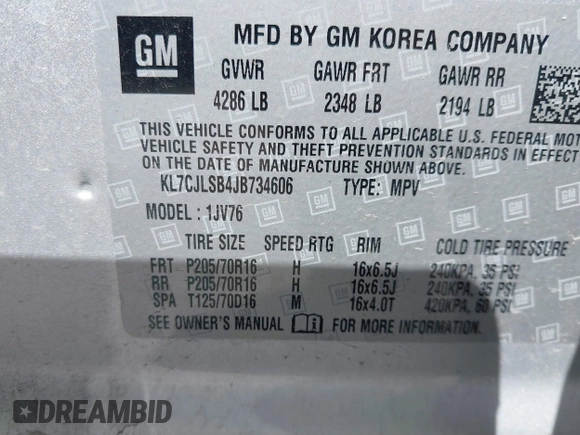 GM
MFD BY GM KOREA COMPANY
GVWR GAWR FRT GAWR RR
4286 LB 2348 LB 2194 LB
THIS VEHICLE CONFORMS TO ALL APPLICABLE U.S. FEDERAL MOT
VEHICLE SAFETY AND THEFT PREVENTION STANDARDS IN EFFECT
ON THE DATE OF MANUFACTURE SHOWN ABOVE.
KL7CJLSB4JB734606 TYPE: MPV
MODEL: 1JV76
TIRE SIZE SPEED RTG RIM COLD TIRE PRESSU
FRT P205/70R16 H 16x6.5J 240KPA, 35 PSI
RR P205/70R16 H 16x6.5J 240KPA, 35 PSI
SPA T125/70D16 M 16x4.0T 420KPA, 60 PSI
SEE OWNER'S MANUAL FOR MORE INFORMATION.
DREAMBID